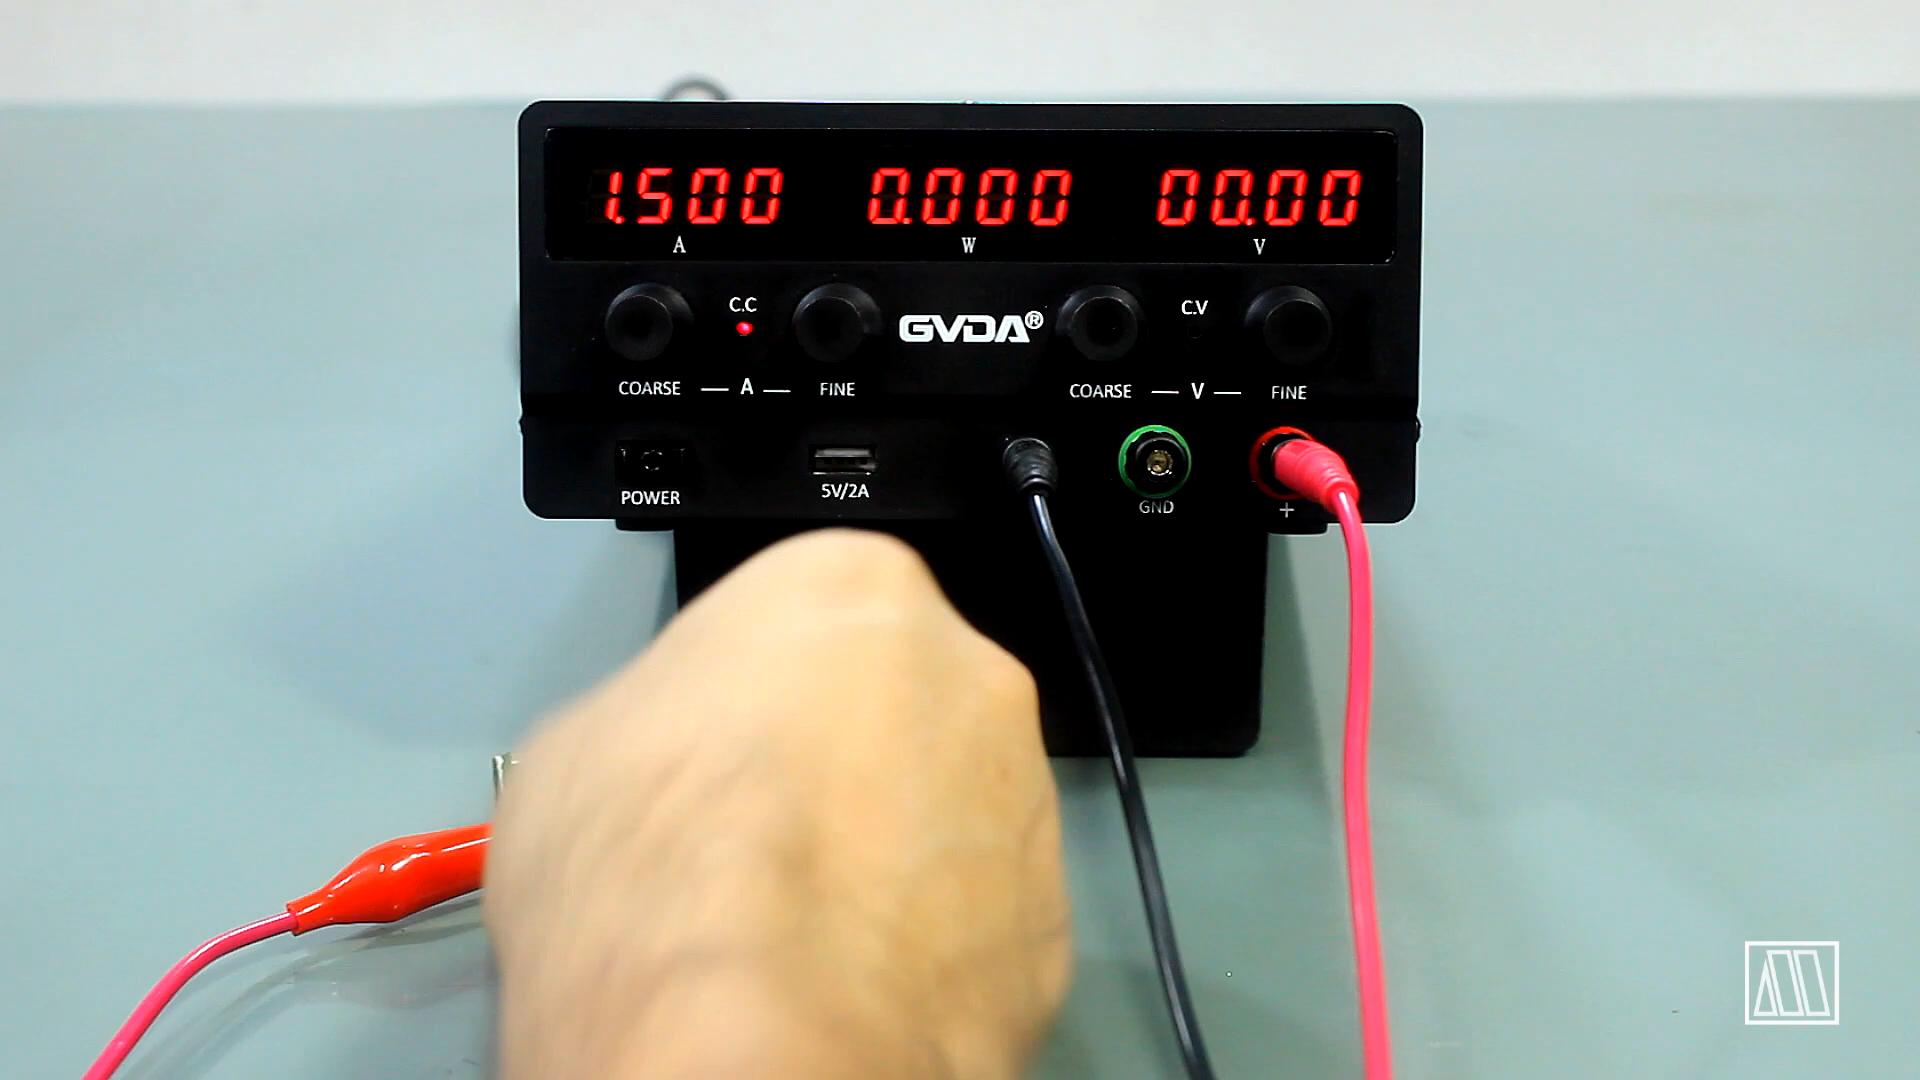 1.500 0.000 00.00
A W V
C.C GVDA® C.V
COARSE — A — FINE COARSE — V — FINE
POWER 5V/2A GND +